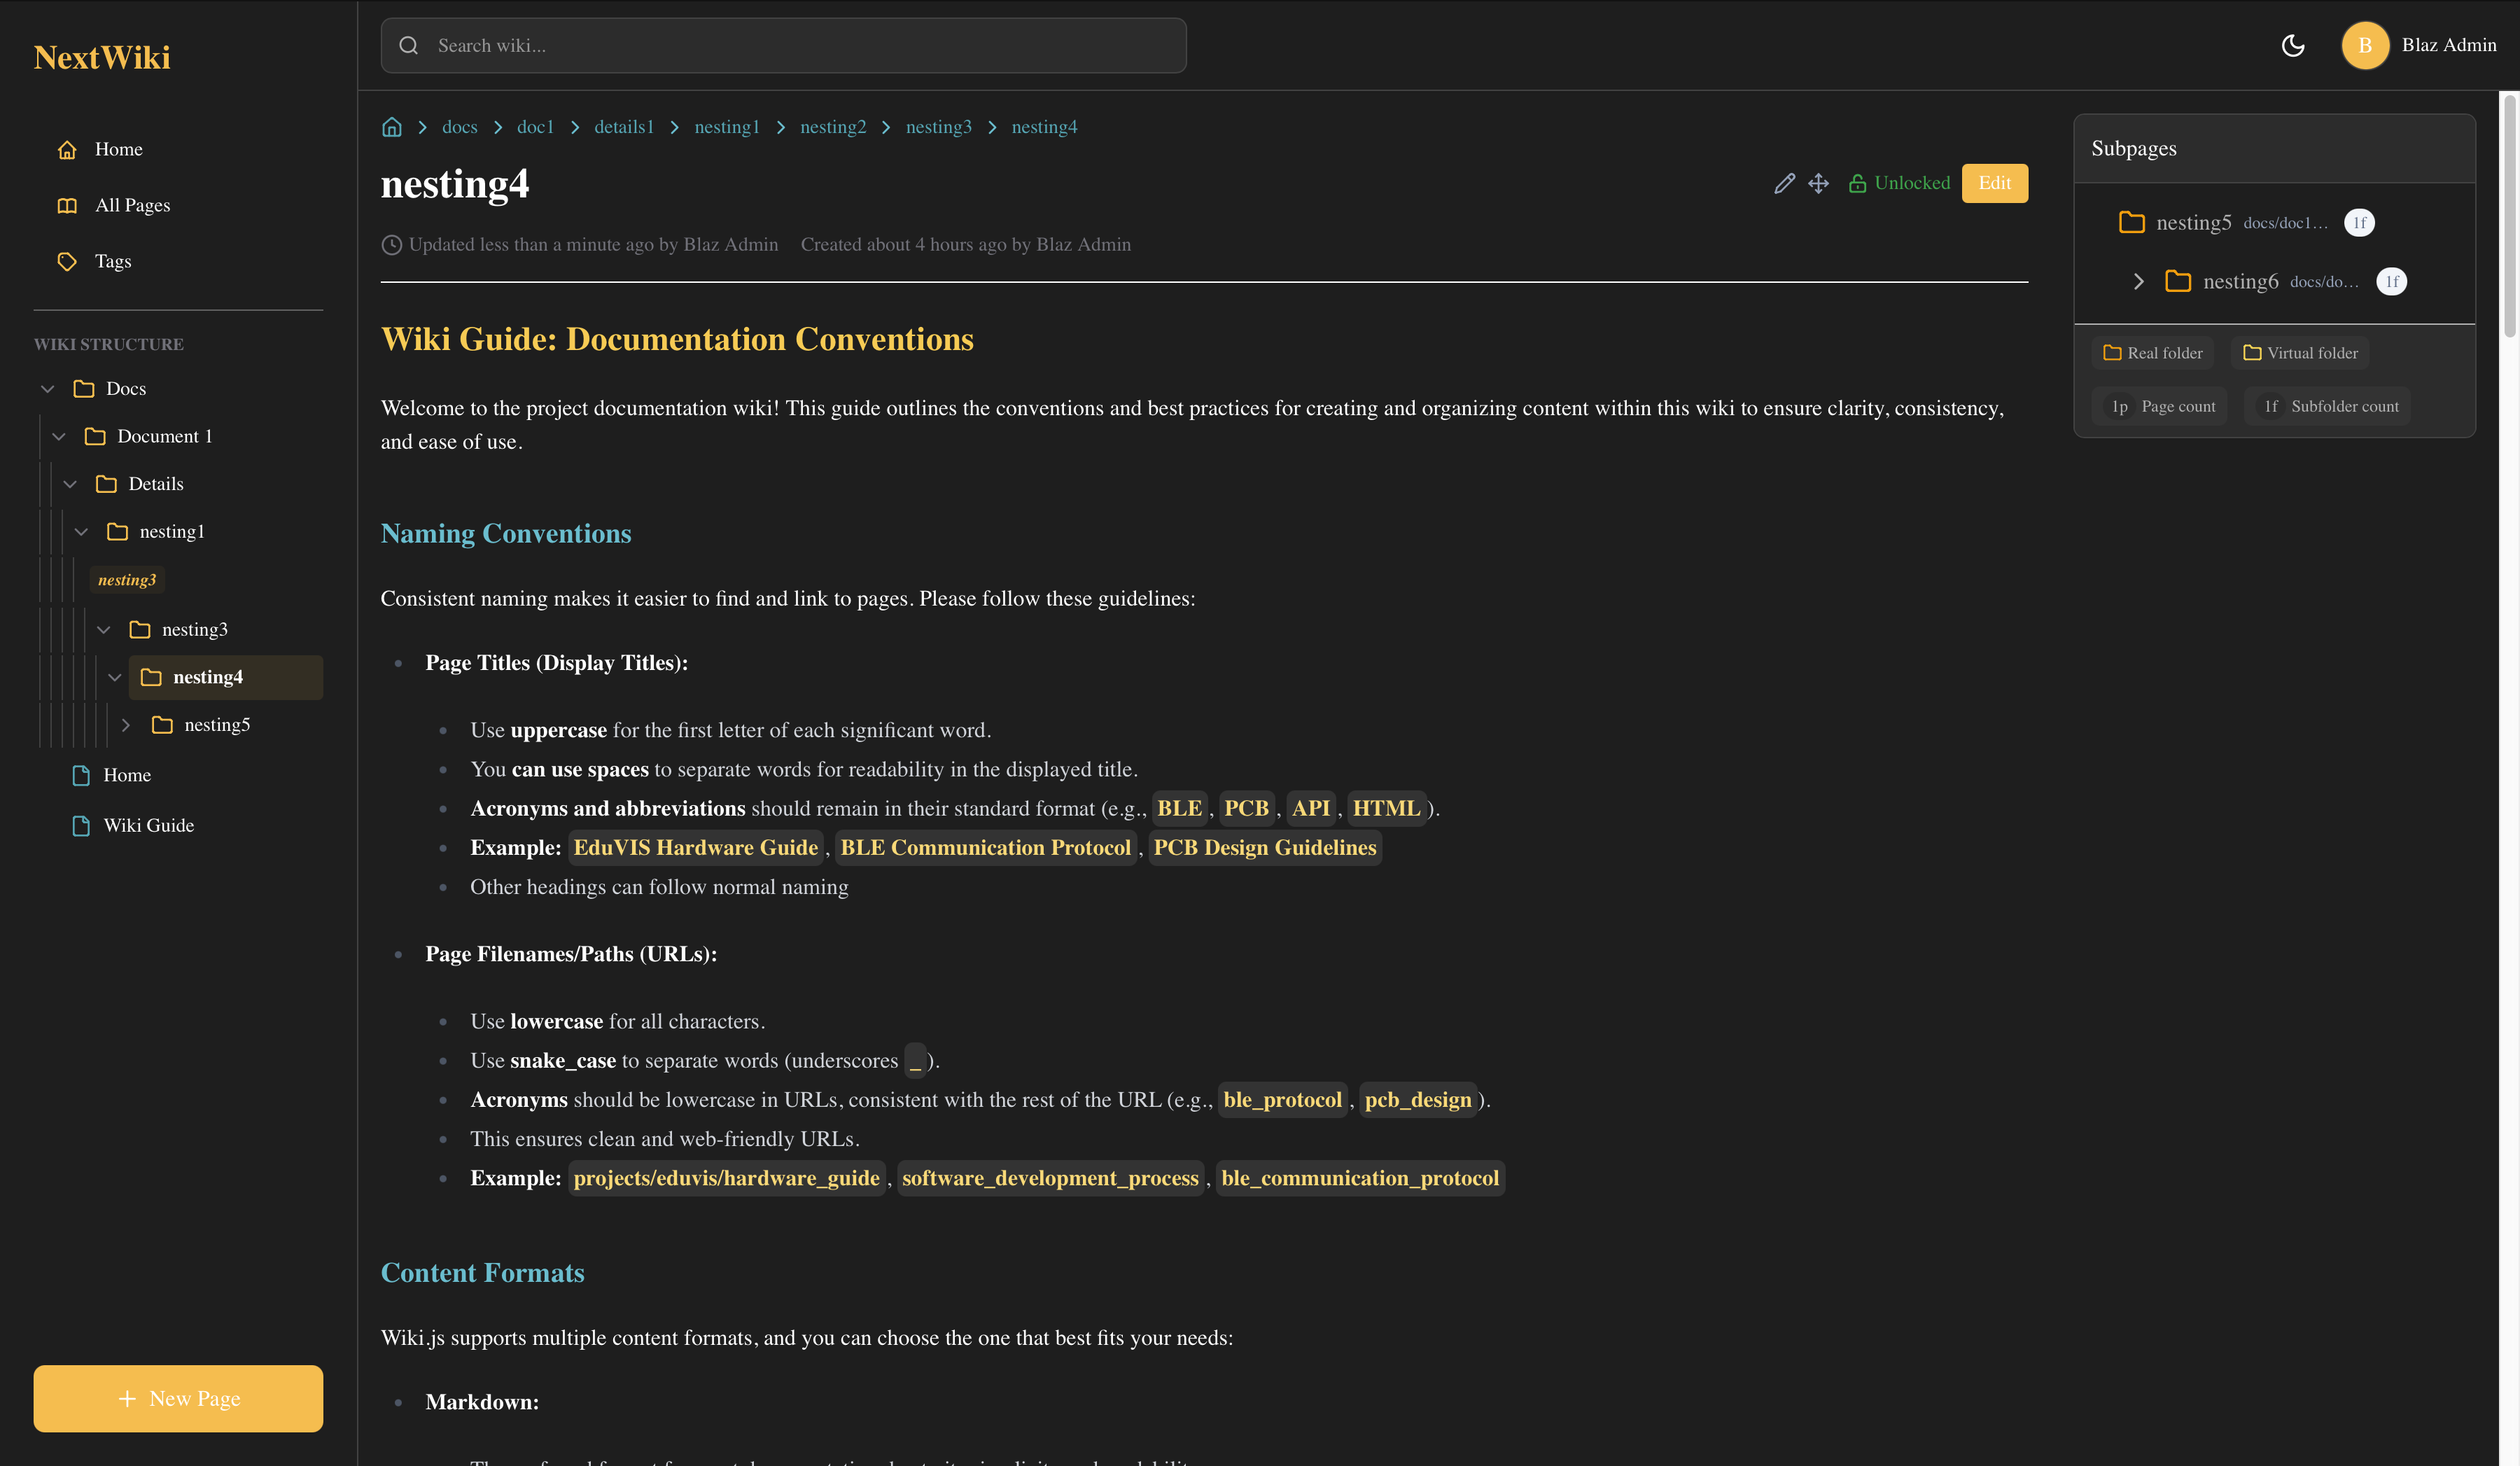 NextWiki
Search wiki...
B
Blaz Admin
Home
All Pages
Tags
WIKI STRUCTURE
Docs
Document 1
Details
nesting1
nesting3
nesting3
nesting4
nesting5
Home
Wiki Guide
New Page
docs
doc1
details1
nesting1
nesting2
nesting3
nesting4
nesting4
Unlocked
Edit
Updated less than a minute ago by Blaz Admin
Created about 4 hours ago by Blaz Admin
Wiki Guide: Documentation Conventions
Welcome to the project documentation wiki! This guide outlines the conventions and best practices for creating and organizing content within this wiki to ensure clarity, consistency,
and ease of use.
Naming Conventions
Consistent naming makes it easier to find and link to pages. Please follow these guidelines:
Page Titles (Display Titles):
Use uppercase for the first letter of each significant word.
You can use spaces to separate words for readability in the displayed title.
Acronyms and abbreviations should remain in their standard format (e.g., BLE, PCB, API, HTML).
Example: EduVIS Hardware Guide, BLE Communication Protocol, PCB Design Guidelines
Other headings can follow normal naming
Page Filenames/Paths (URLs):
Use lowercase for all characters.
Use snake_case to separate words (underscores _).
Acronyms should be lowercase in URLs, consistent with the rest of the URL (e.g., ble_protocol, pcb_design).
This ensures clean and web-friendly URLs.
Example: projects/eduvis/hardware_guide, software_development_process, ble_communication_protocol
Content Formats
Wiki.js supports multiple content formats, and you can choose the one that best fits your needs:
Markdown:
Subpages
nesting5 docs/doc1... 1f
nesting6 docs/do... 1f
Real folder
Virtual folder
1p Page count
1f Subfolder count